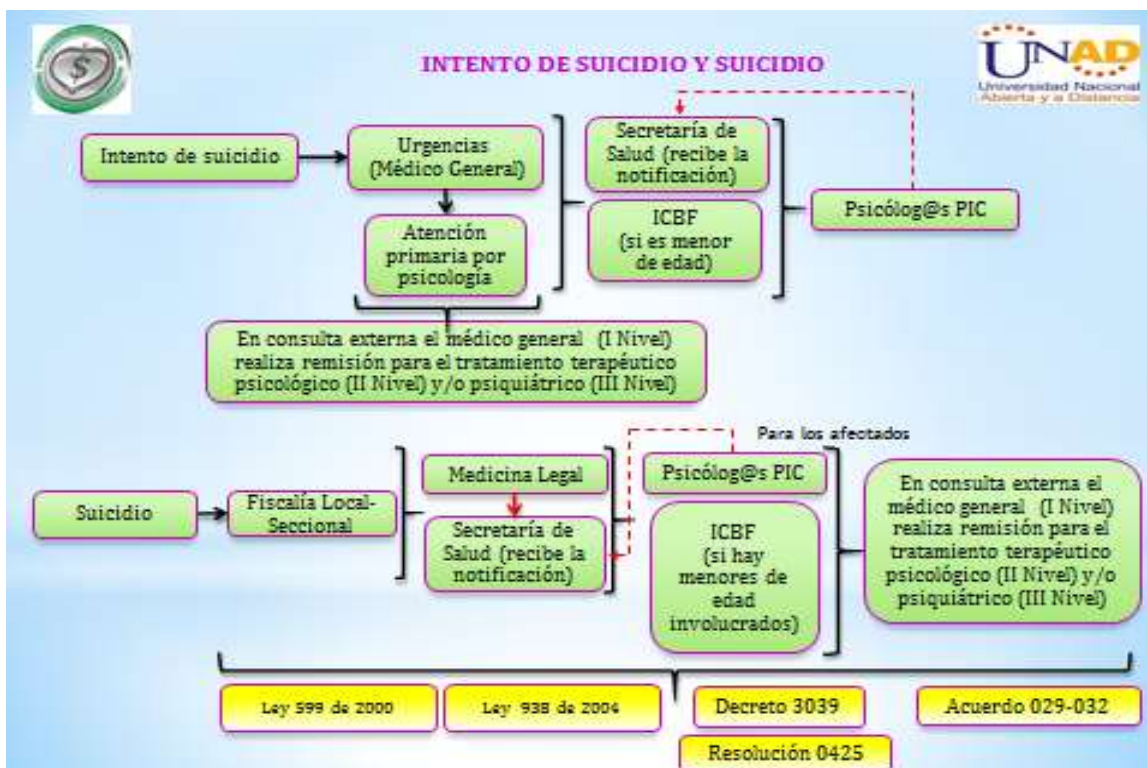 INTENTO DE SUICIDIO Y SUICIDIO
UNAD
Universidad Nacional
Abierta y a Distancia
$
Intento de suicidio
Urgencias
(Médico General)
Atención
primaria por
psicología
Secretaría de
Salud (recibe la
notificación)
ICBF
(si es menor
de edad)
Psicólog@s PIC
En consulta externa el médico general (I Nivel)
realiza remisión para el tratamiento terapéutico
psicológico (II Nivel) y/o psiquiátrico (III Nivel)
Suicidio
Fiscalía Local-
Seccional
Medicina Legal
Secretaría de
Salud (recibe la
notificación)
Para los afectados
Psicólog@s PIC
ICBF
(si hay
menores de
edad
involucrados)
En consulta externa el
médico general (I Nivel)
realiza remisión para el
tratamiento terapéutico
psicológico (II Nivel) y/o
psiquiátrico (III Nivel)
Ley 599 de 2000
Ley 938 de 2004
Decreto 3039
Acuerdo 029-032
Resolución 0425